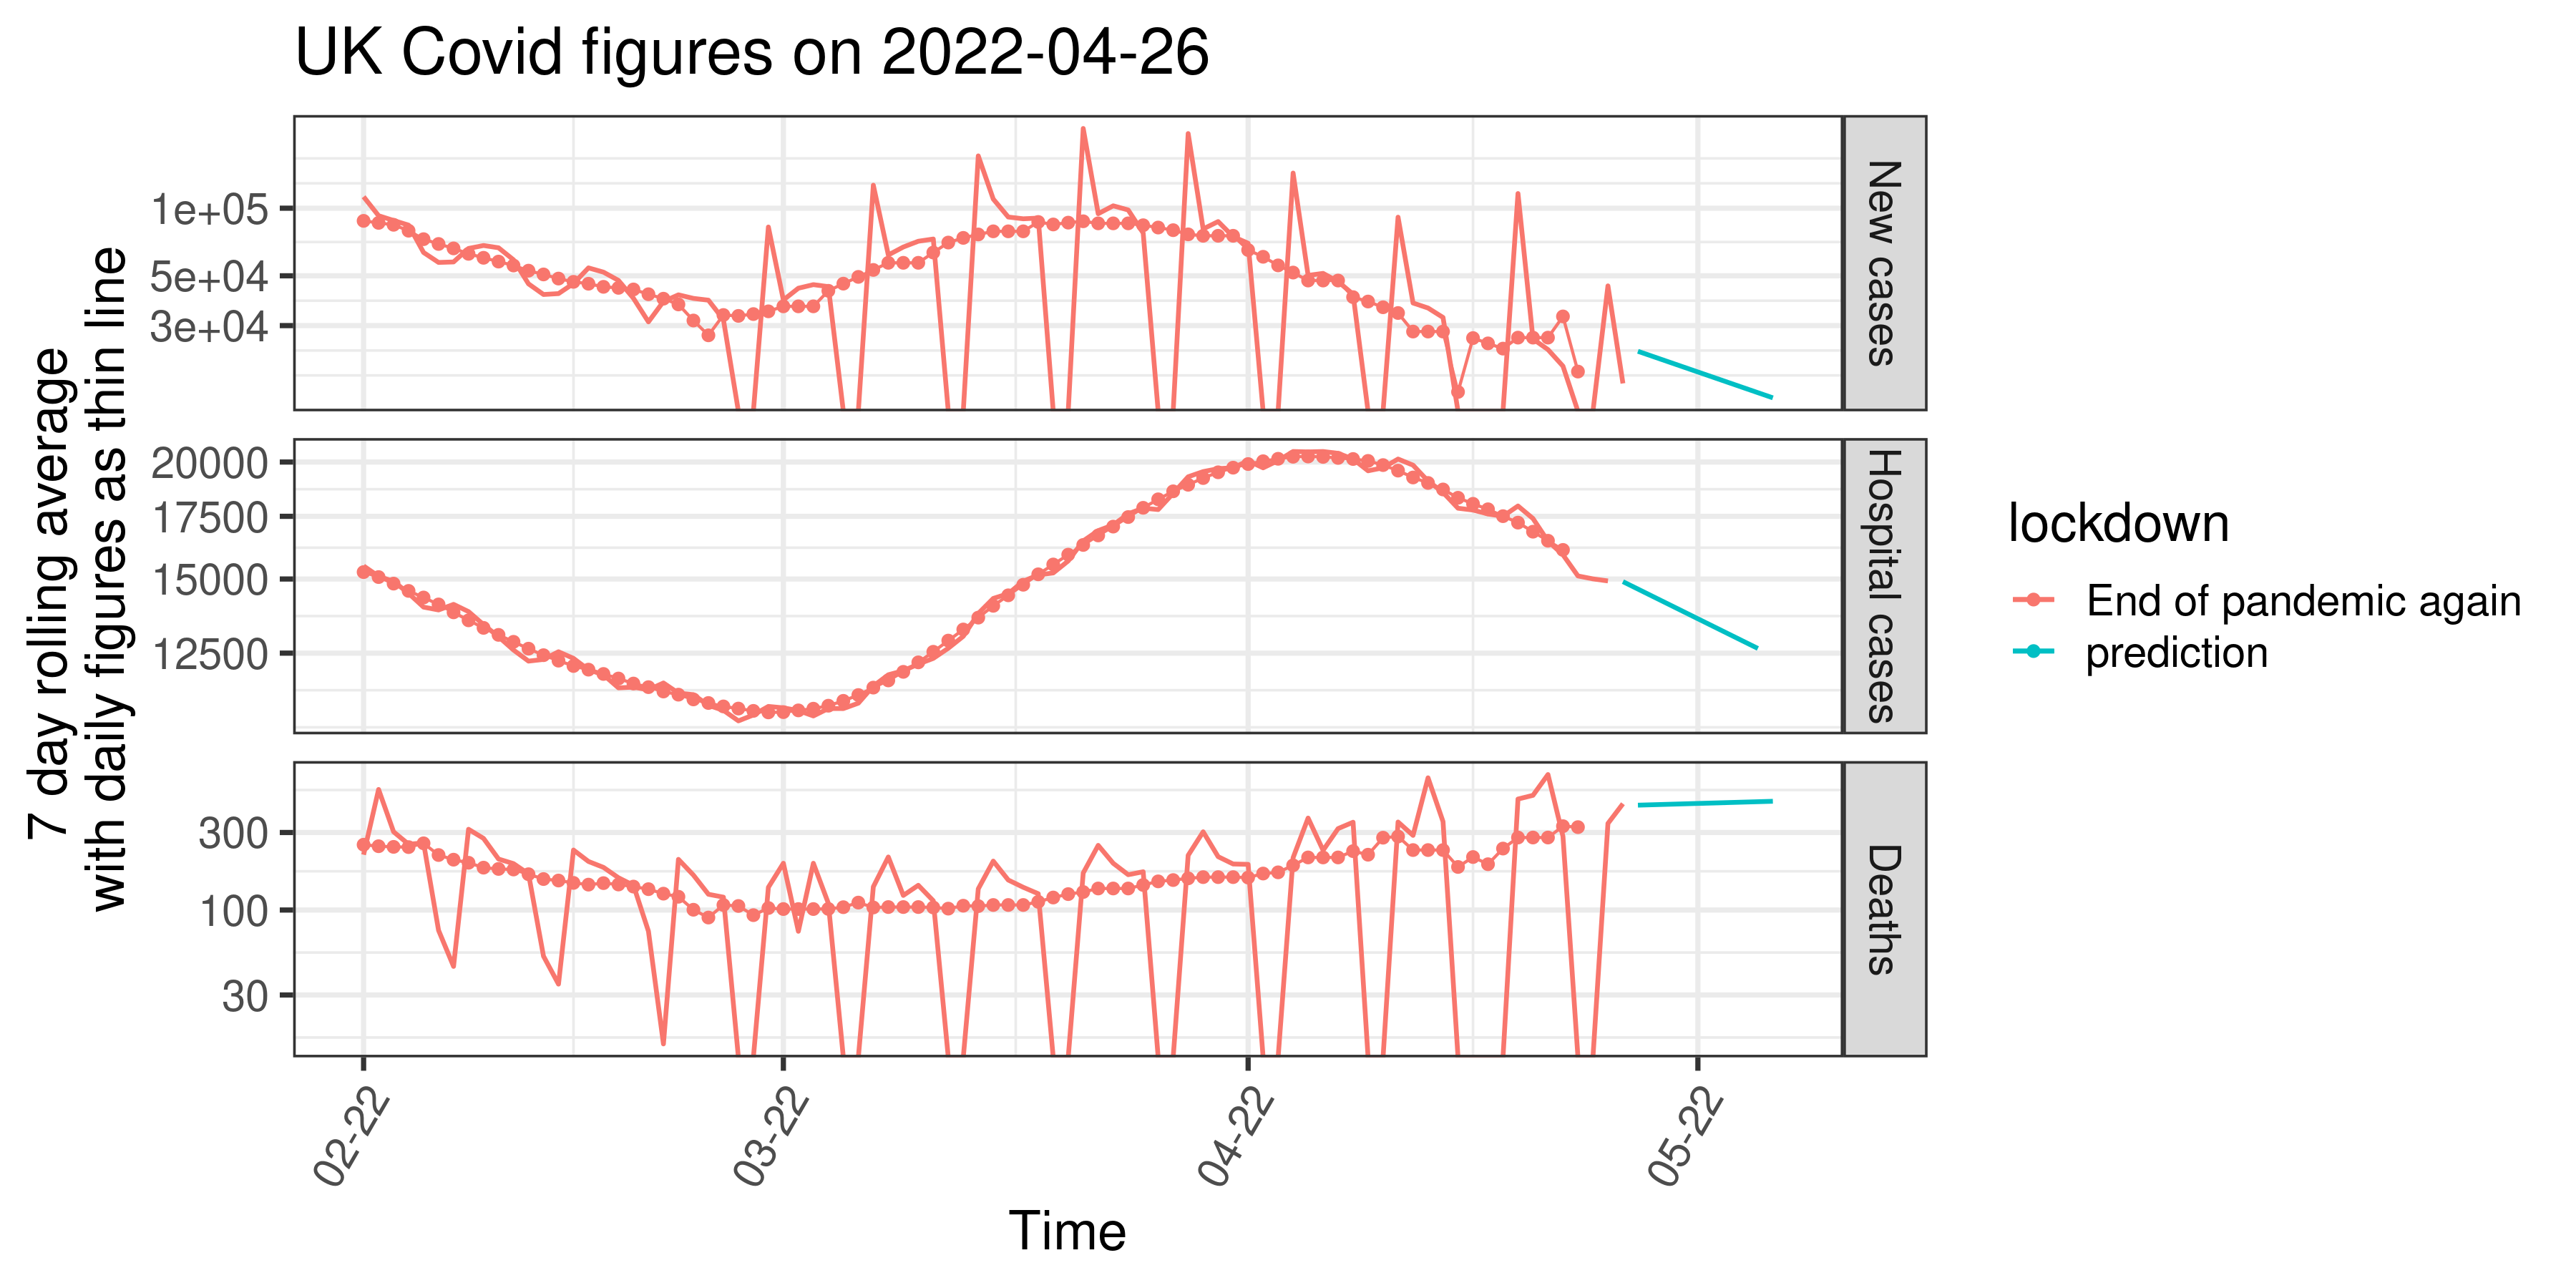 UK Covid figures on 2022-04-26
7 day rolling average
with daily figures as thin line
1e+05
5e+04
3e+04
New cases
20000
17500
15000
12500
Hospital cases
300
100
30
Deaths
02-22
03-22
04-22
05-22
Time
lockdown
End of pandemic again
prediction